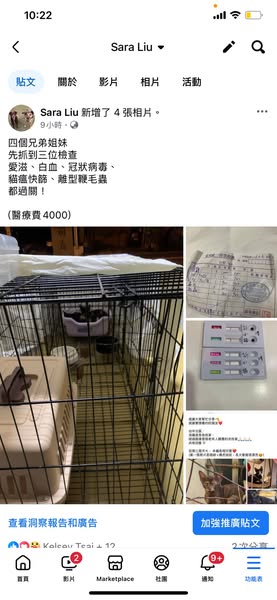 10:22
Sara Liu
貼文
關於
影片
相片
活動
Sara Liu 新增了 4 張相片。
9小時·
四個兄弟姐妹
先抓到三位檢查
愛滋、白血、冠狀病毒、
貓瘟快篩、離型鞭毛蟲
都過關！
(醫療費4000)
查看洞察報告和廣告
加強推廣貼文
Kelsey Tsai + 12
2 次分享
首頁
2
影片
Marketplace
社團
9+
通知
功能表